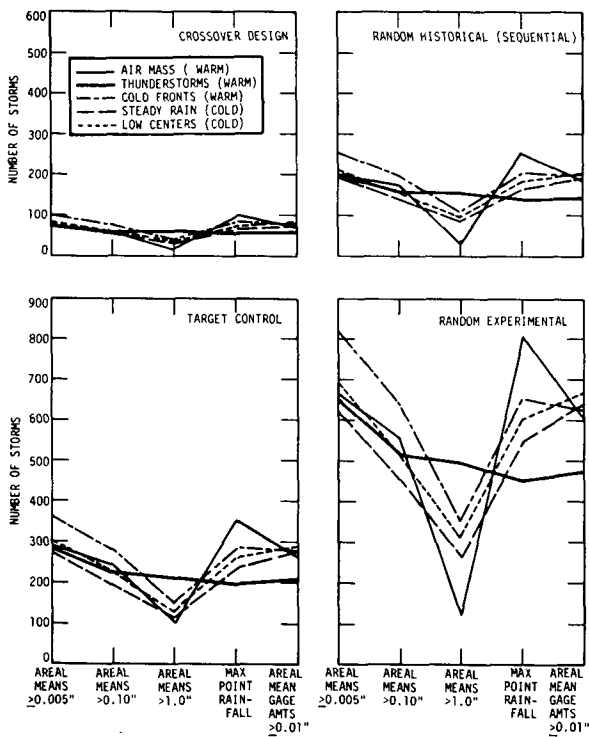 600
500
400
300
200
100
0
NUMBER OF STORMS
CROSSOVER DESIGN
AIR MASS ( WARM)
THUNDERSTORMS (WARM)
COLD FRONTS (WARM)
STEADY RAIN (COLD)
LOW CENTERS (COLD)
RANDOM HISTORICAL (SEQUENTIAL)
900
800
700
600
500
400
300
200
100
0
NUMBER OF STORMS
TARGET CONTROL
RANDOM EXPERIMENTAL
AREAL
MEANS
>0.005"
AREAL
MEANS
>0.10"
AREAL
MEANS
>1.0"
MAX
POINT
RAIN-
FALL
AREAL
MEAN
GAGE
AMTS
>0.01"
AREAL
MEANS
>0.005"
AREAL
MEANS
>0.10"
AREAL
MEANS
>1.0"
MAX
POINT
RAIN-
FALL
AREAL
MEAN
GAGE
AMTS
>0.01"